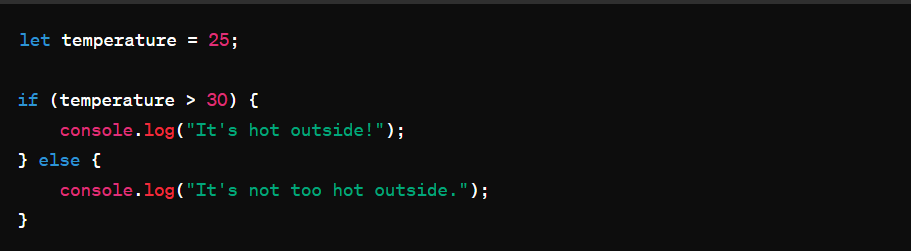 let temperature = 25;
if (temperature > 30) {
    console.log("It's hot outside!");
} else {
    console.log("It's not too hot outside.");
}